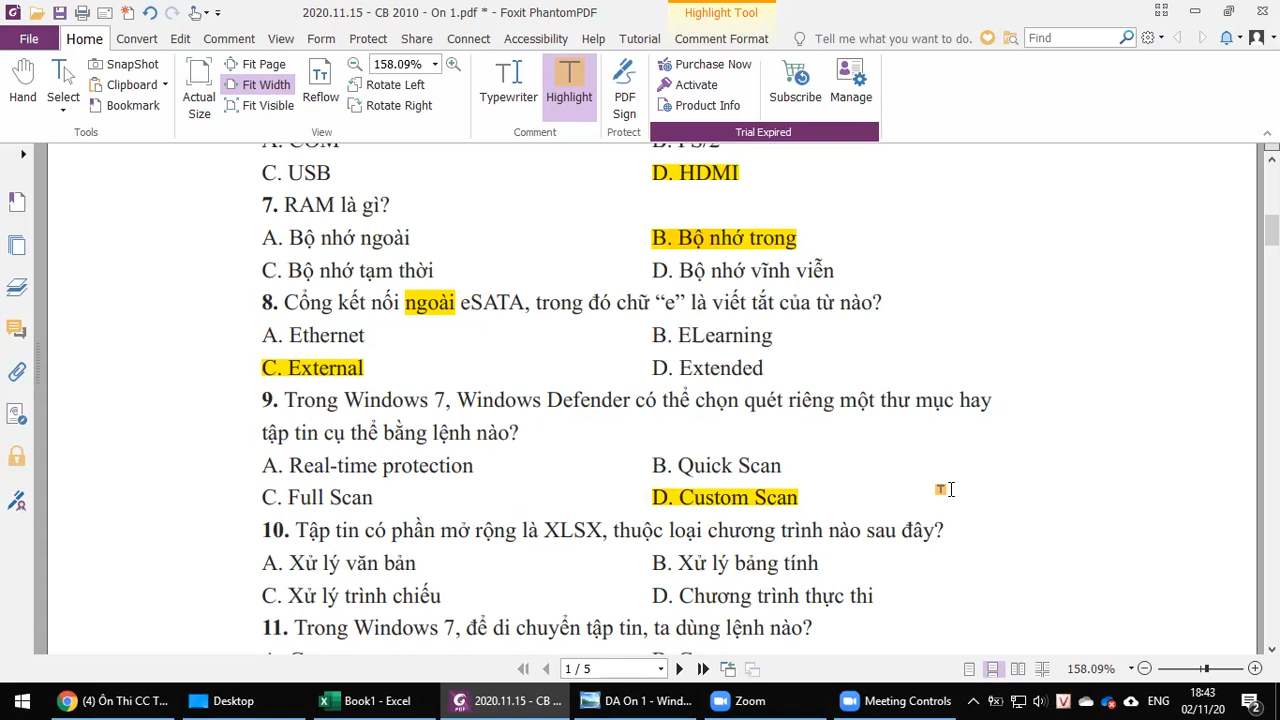 2020.11.15 - CB 2010 - On 1.pdf * - Foxit PhantomPDF
Highlight Tool
File Home Convert Edit Comment View Form Protect Share Connect Accessibility Help Tutorial Comment Format Tell me what you want to do. Find
Hand
Select
SnapShot
Clipboard
Bookmark
Tools
Actual Size
Fit Page
Fit Width
Fit Visible
Reflow
158.09%
Rotate Left
Rotate Right
View
Typewriter
Highlight
Comment
PDF Sign
Protect
Purchase Now
Activate
Product Info
Subscribe
Manage
Trial Expired
A. COM B. PS/2
C. USB D. HDMI
7. RAM là gì?
A. Bộ nhớ ngoài B. Bộ nhớ trong
C. Bộ nhớ tạm thời D. Bộ nhớ vĩnh viễn
8. Cổng kết nối ngoài eSATA, trong đó chữ “e” là viết tắt của từ nào?
A. Ethernet B. ELearning
C. External D. Extended
9. Trong Windows 7, Windows Defender có thể chọn quét riêng một thư mục hay
tập tin cụ thể bằng lệnh nào?
A. Real-time protection B. Quick Scan
C. Full Scan D. Custom Scan
10. Tập tin có phần mở rộng là XLSX, thuộc loại chương trình nào sau đây?
A. Xử lý văn bản B. Xử lý bảng tính
C. Xử lý trình chiếu D. Chương trình thực thi
11. Trong Windows 7, để di chuyển tập tin, ta dùng lệnh nào?
1 / 5
158.09%
(4) Ôn Thi CC T... Desktop Book1 - Excel 2020.11.15 - CB ... DA On 1 - Wind... Zoom Meeting Controls ENG
18:43
02/11/20